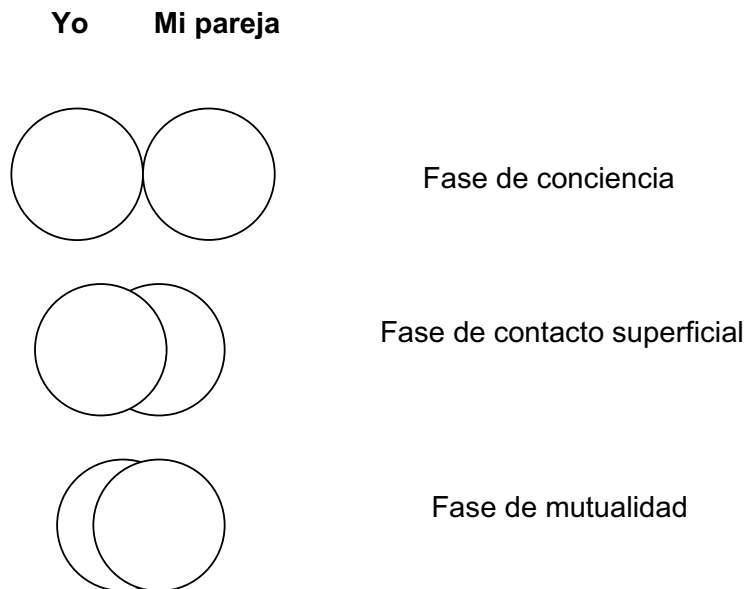 Yo Mi pareja
Fase de conciencia
Fase de contacto superficial
Fase de mutualidad